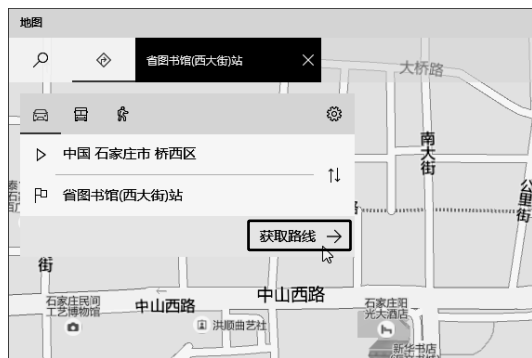 地图
省图书馆(西大街)站
大桥路
中国 石家庄市 桥西区
南大街
省图书馆(西大街)站
公里街
获取路线
街
石家庄民间
工艺博物馆
中山西路
中山西路
洪顺曲艺社
石家庄阳
光大酒店
新华书店